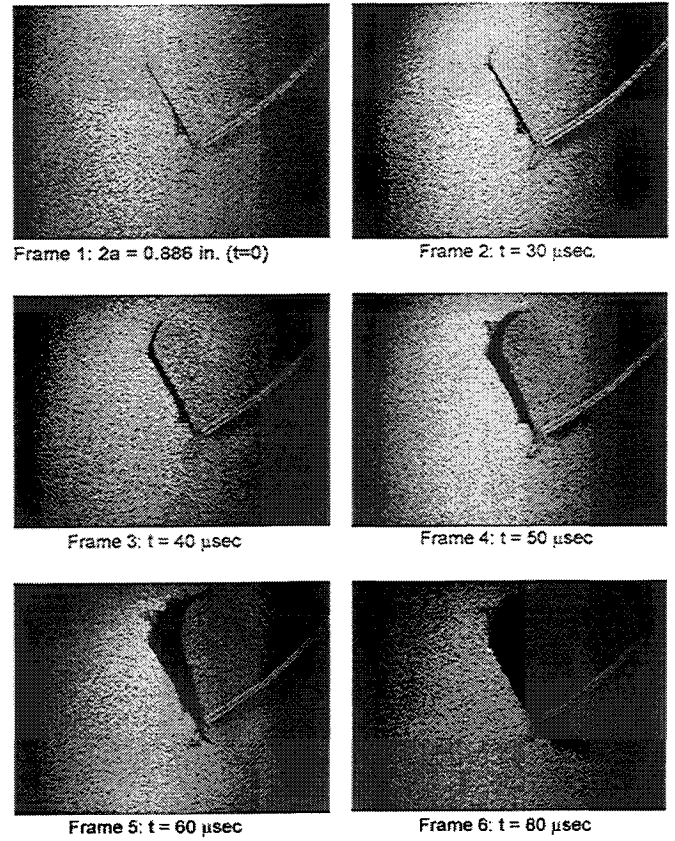 Frame 1: 2a = 0.886 in. (t=0)
Frame 2: t = 30 μsec.
Frame 3: t = 40 μsec
Frame 4: t = 50 μsec
Frame 5: t = 60 μsec
Frame 6: t = 80 μsec